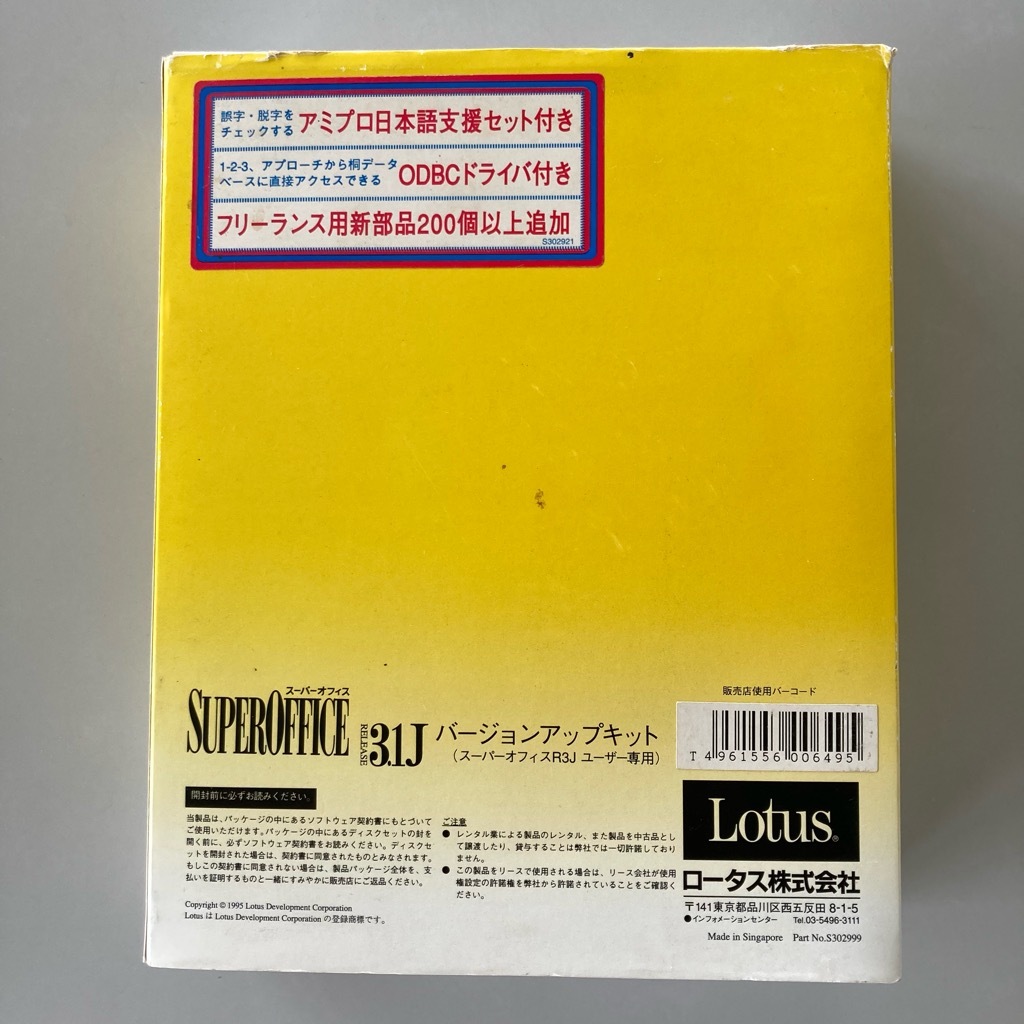 誤字・脱字を
チェックする アミプロ日本語支援セット付き
1-2-3、アプローチから桐データ
ベースに直接アクセスできる ODBCドライバ付き
フリーランス用新部品200個以上追加
S302921
スーパーオフィス
SUPEROFFICE RELEASE 3.1J バージョンアップキット
(スーパーオフィスR3J ユーザー専用)
販売店使用バーコード
T 4961556 006495
開封前に必ずお読みください。
当製品は、パッケージの中にあるソフトウェア契約書にもとづいて
ご使用いただけます。パッケージの中にあるディスクセットの封を
開く前に、必ずソフトウェア契約書をお読みください。ディスクセ
ットを開封された場合は、契約書に同意されたものとみなされます。
もしこの契約書に同意されない場合は、製品パッケージ全体を、支
払いを証明するものと一緒にすみやかに販売店にご返品ください。
Copyright © 1995 Lotus Development Corporation
Lotus は Lotus Development Corporation の登録商標です。
ご注意
● レンタル業による製品のレンタル、また製品を中古品とし
て譲渡したり、貸与することは弊社では一切許諾しており
ません。
● この製品をリースで使用される場合は、リース会社が使用
権設定の許諾権を弊社から許諾されていることをご確認く
ださい。
Lotus®
ロータス株式会社
〒141東京都品川区西五反田 8-1-5
●インフォメーションセンター Tel.03-5496-3111
Made in Singapore Part No.S302999